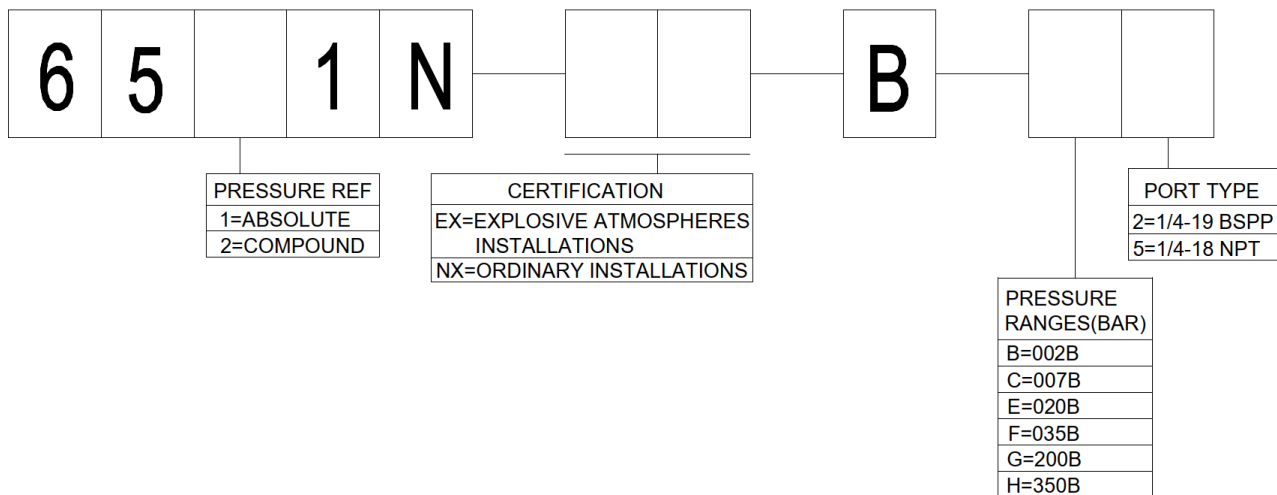 6 5 1 N B
PRESSURE REF
1=ABSOLUTE
2=COMPOUND
CERTIFICATION
EX=EXPLOSIVE ATMOSPHERES
INSTALLATIONS
NX=ORDINARY INSTALLATIONS
PORT TYPE
2=1/4-19 BSPP
5=1/4-18 NPT
PRESSURE
RANGES(BAR)
B=002B
C=007B
E=020B
F=035B
G=200B
H=350B